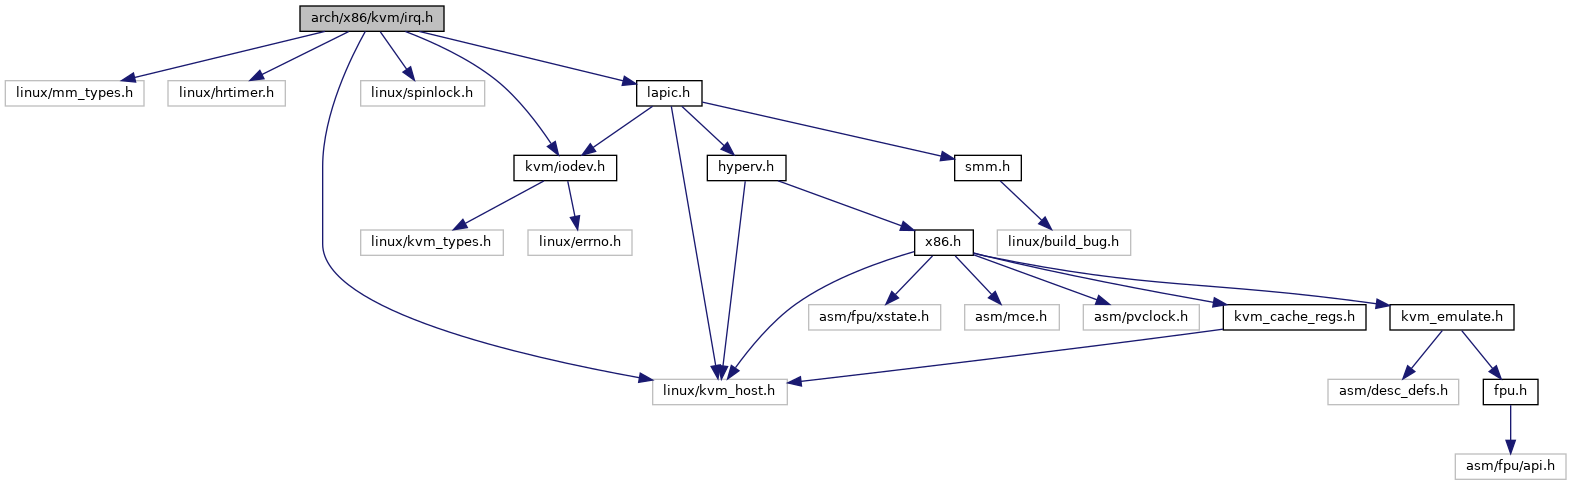 arch/x86/kvm/irq.h
linux/mm_types.h
linux/hrtimer.h
linux/spinlock.h
lapic.h
kvm/iodev.h
hyperv.h
smm.h
linux/kvm_types.h
linux/errno.h
x86.h
linux/build_bug.h
asm/fpu/xstate.h
asm/mce.h
asm/pvclock.h
kvm_cache_regs.h
kvm_emulate.h
linux/kvm_host.h
asm/desc_defs.h
fpu.h
asm/fpu/api.h